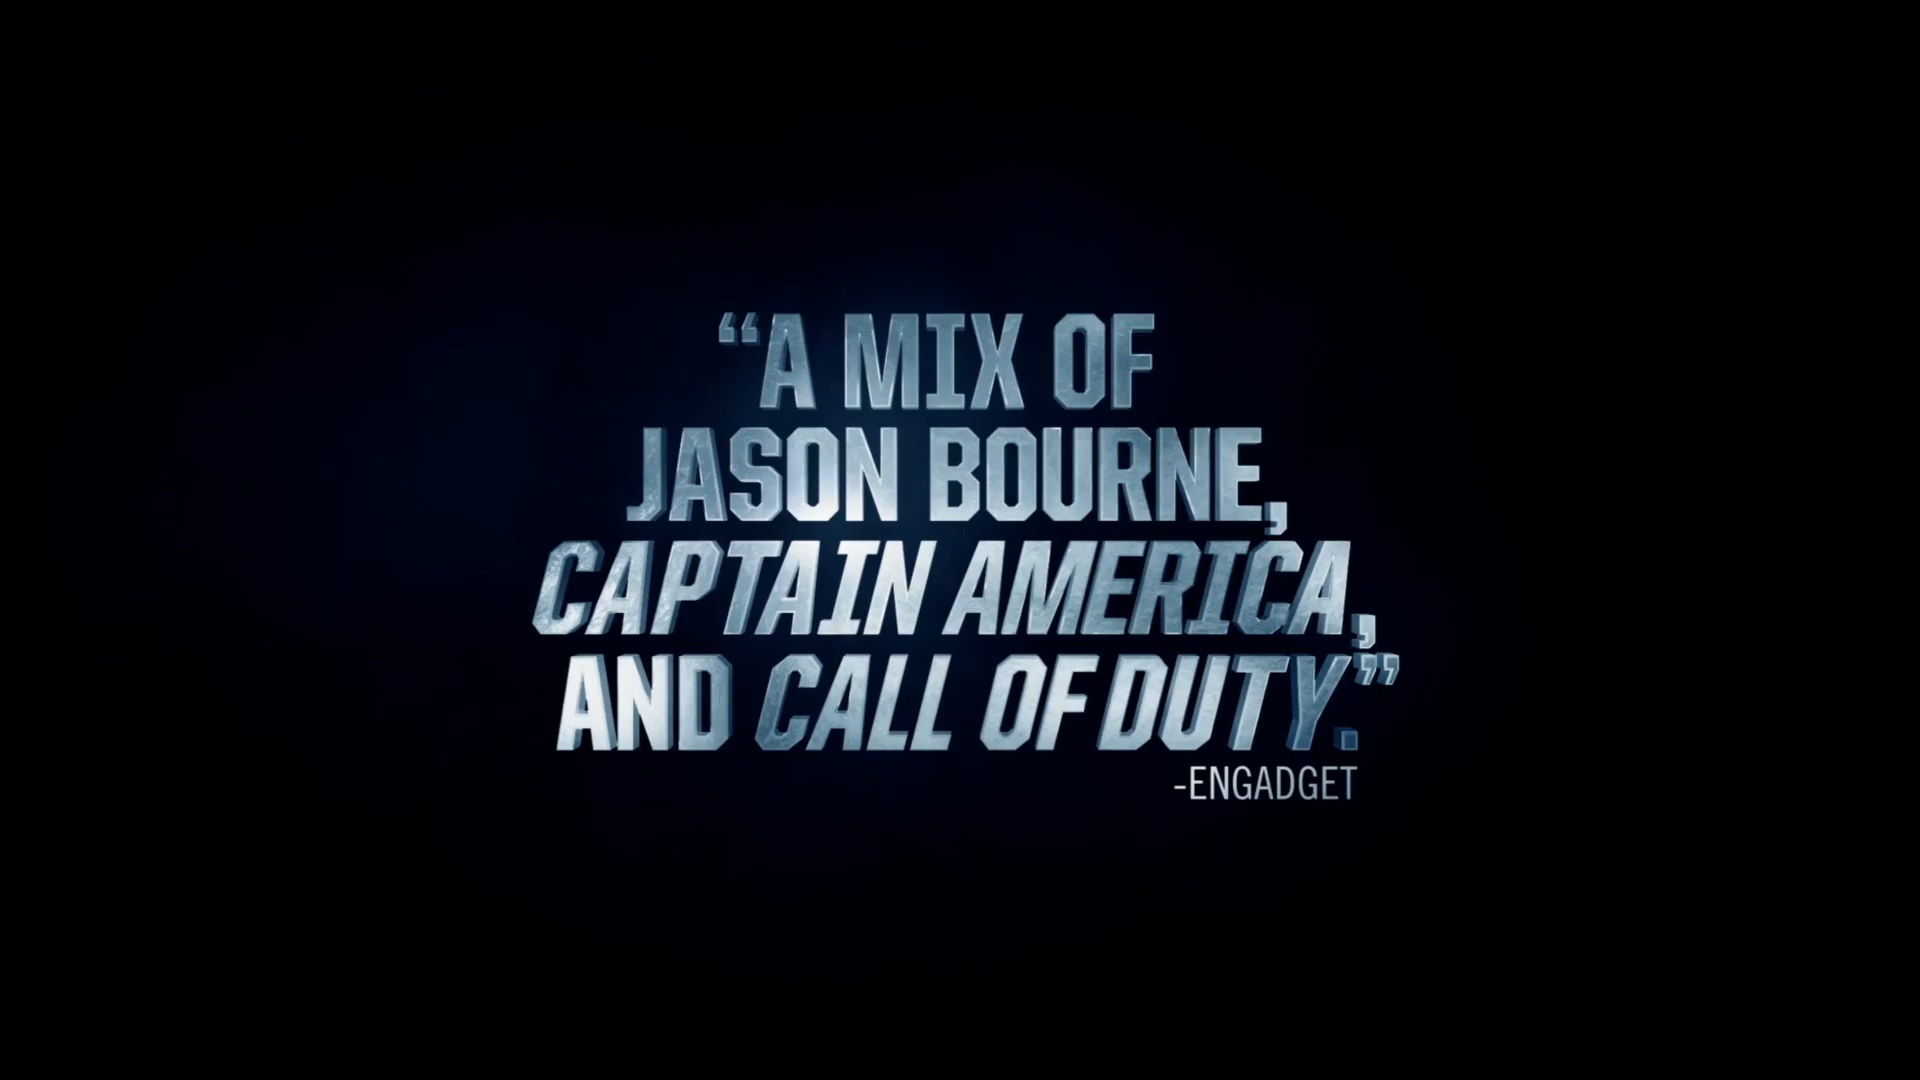 “A MIX OF
JASON BOURNE,
CAPTAIN AMERICA,
AND CALL OF DUTY.”
-ENGADGET